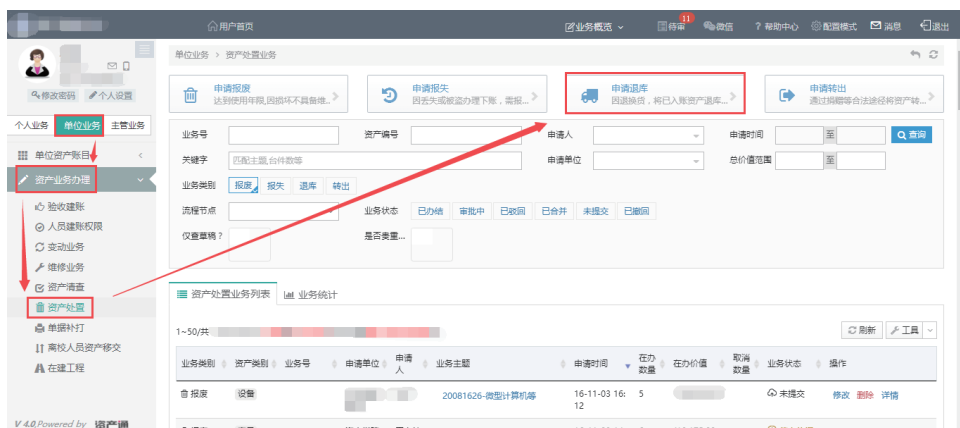 用户首页 业务概览 待审 11 微信 ? 帮助中心 配置模式 消息 退出
修改密码 个人设置
个人业务 单位业务 主管业务
单位资产账目
资产业务办理
验收建账
人员建账权限
变动业务
维修业务
资产清查
资产处置
单据补打
离校人员资产移交
在建工程
V 4.0,Powered by 资产通
单位业务 > 资产处置业务
申请报废
达到使用年限,因损坏不具备维...
申请报失
因丢失或被盗办理下账，需报...
申请退库
因退换货，将已入账资产退库...
申请转出
通过捐赠等合法途径将资产转...
业务号 资产编号 申请人 申请时间 至 查询
关键字 匹配主题,台件数等 申请单位 总价值范围 至
业务类别 报废 报失 退库 转出
流程节点 业务状态 已办结 审批中 已驳回 已合并 未提交 已撤回
仅查草稿？ 是否贵重...
资产处置业务列表 业务统计
1~50/共 刷新 工具
业务类别 资产类别 业务号 申请单位 申请人 业务主题 申请时间 在办数量 在办价值 取消数量 业务状态 操作
报废 设备 20081626-微型计算机等 16-11-03 16:12 5 未提交 修改 删除 详情